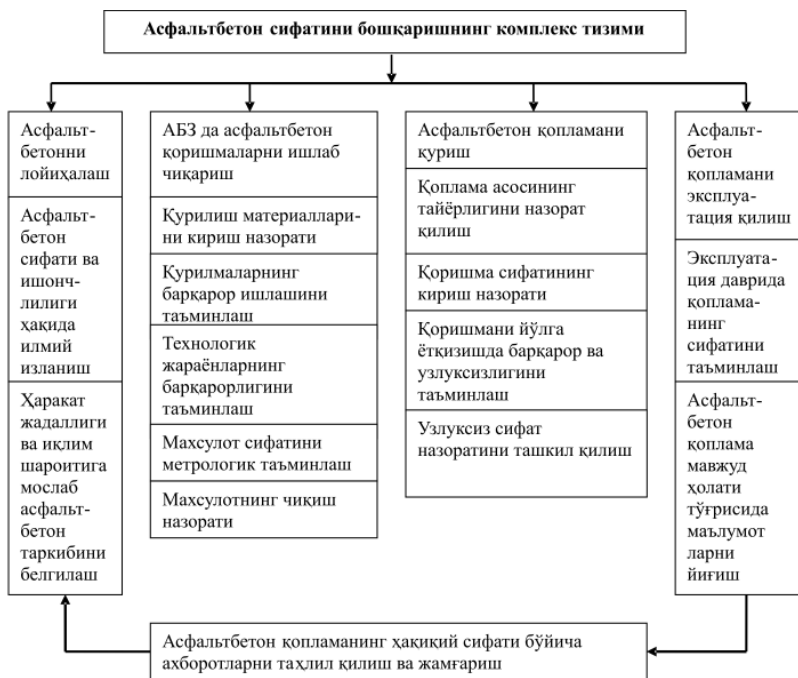 Асфальтбетон сифатини бошқаришнинг комплекс тизими
Асфальт-
бетонни
лойиҳалаш
Асфальт-
бетон
сифати ва
ишонч-
лилиги
ҳақида
илмий
изланиш
Ҳаракат
жадаллиги
ва иқлим
шароитига
мослаб
асфальт-
бетон
таркибини
белгилаш
АБЗ да асфальтбетон
қоришмаларни ишлаб
чиқариш
Қурилиш материаллари-
ни кириш назорати
Қурилмаларнинг
барқарор ишлашини
таъминлаш
Технологик
жараёнларнинг
барқарорлигини
таъминлаш
Махсулот сифатини
метрологик таъминлаш
Махсулотнинг чиқиш
назорати
Асфальтбетон қопламани
қуриш
Қоплама асосининг
тайёрлигини назорат
қилиш
Қоришма сифатининг
кириш назорати
Қоришмани йўлга
ётқизишда барқарор ва
узлуксизлигини
таъминлаш
Узлуксиз сифат
назоратини ташкил қилиш
Асфальт-
бетон
қопламани
эксплуа-
тация қилиш
Эксплуата-
ция даврида
қоплама-
нинг
сифатини
таъминлаш
Асфальт-
бетон
қоплама
мавжуд
ҳолати
тўғрисида
маълумот
ларни
йиғиш
Асфальтбетон қопламанинг ҳақиқий сифати бўйича
ахборотларни таҳлил қилиш ва жамғариш